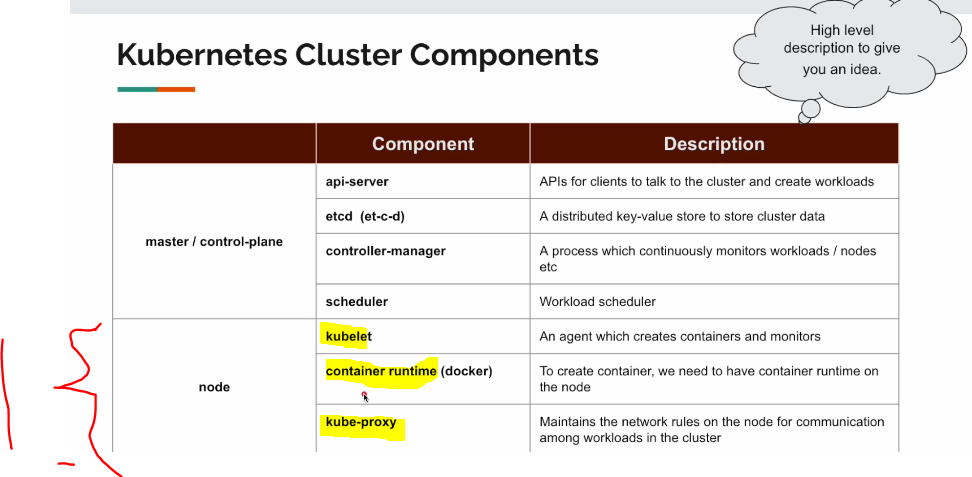 High level
description to give
you an idea.
Kubernetes Cluster Components
Component Description
master / control-plane
api-server APIs for clients to talk to the cluster and create workloads
etcd (et-c-d) A distributed key-value store to store cluster data
controller-manager A process which continuously monitors workloads / nodes
etc
scheduler Workload scheduler
node
kubelet An agent which creates containers and monitors
container runtime (docker) To create container, we need to have container runtime on
the node
kube-proxy Maintains the network rules on the node for communication
among workloads in the cluster